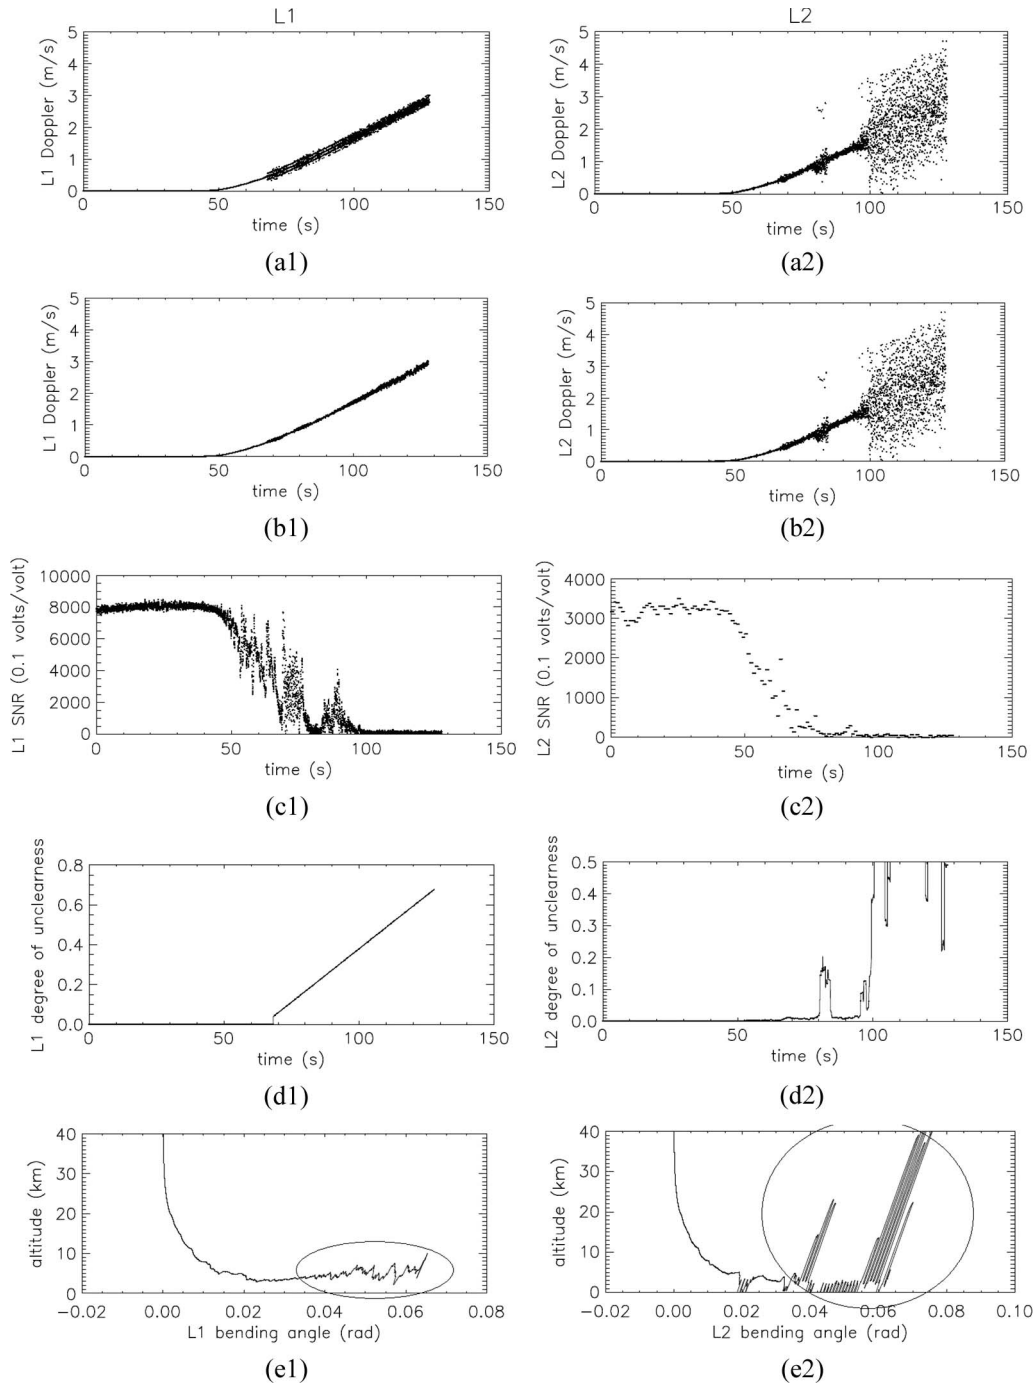 L1
L2
5
4
3
2
1
0
L1 Doppler (m/s)
0 50 100 150
time (s)
(a1)
5
4
3
2
1
0
L2 Doppler (m/s)
0 50 100 150
time (s)
(a2)
5
4
3
2
1
0
L1 Doppler (m/s)
0 50 100 150
time (s)
(b1)
5
4
3
2
1
0
L2 Doppler (m/s)
0 50 100 150
time (s)
(b2)
10000
8000
6000
4000
2000
0
L1 SNR (0.1 volts/volt)
0 50 100 150
time (s)
(c1)
4000
3000
2000
1000
0
L2 SNR (0.1 volts/volt)
0 50 100 150
time (s)
(c2)
0.8
0.6
0.4
0.2
0.0
L1 degree of unclearness
0 50 100 150
time (s)
(d1)
0.5
0.4
0.3
0.2
0.1
0.0
L2 degree of unclearness
0 50 100 150
time (s)
(d2)
40
30
20
10
0
altitude (km)
−0.02 0.00 0.02 0.04 0.06 0.08
L1 bending angle (rad)
(e1)
40
30
20
10
0
altitude (km)
−0.02 0.00 0.02 0.04 0.06 0.08 0.10
L2 bending angle (rad)
(e2)